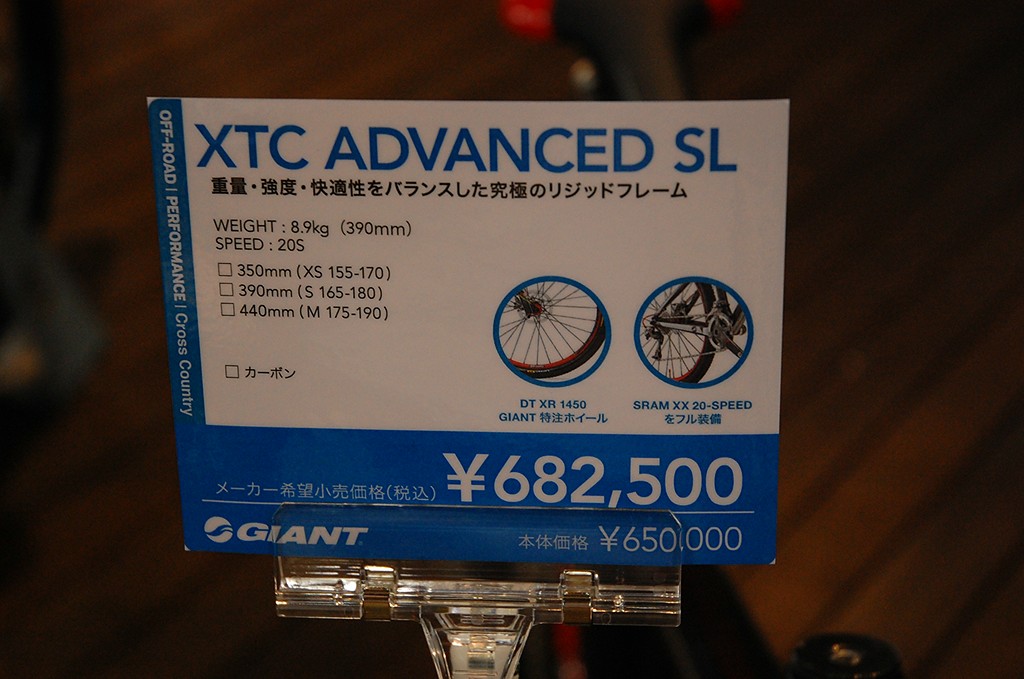 OFF-ROAD | PERFORMANCE | Cross Country
XTC ADVANCED SL
重量・強度・快適性をバランスした究極のリジッドフレーム
WEIGHT : 8.9kg（390mm）
SPEED : 20S
□ 350mm (XS 155-170)
□ 390mm (S 165-180)
□ 440mm (M 175-190)
□ カーボン
DT XR 1450
GIANT 特注ホイール
SRAM XX 20-SPEED
をフル装備
メーカー希望小売価格(税込) ¥682,500
GIANT 本体価格 ¥650,000